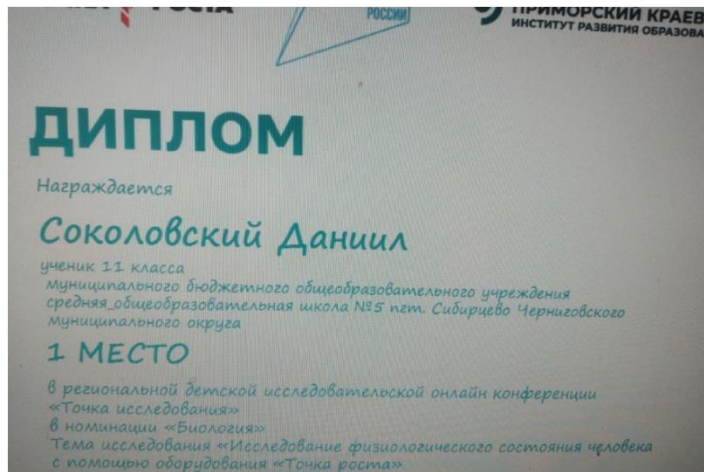 РОСТА
РОССИИ
ПРИМОРСКИЙ КРАЕВ
ИНСТИТУТ РАЗВИТИЯ ОБРАЗОВА
ДИПЛОМ
Награждается
Соколовский Даниил
ученик 11 класса
муниципального бюджетного общеобразовательного учреждения
средняя_общеобразовательная школа №5 пгт. Сибирцево Черниговского
муниципального округа
1 МЕСТО
в региональной детской исследовательской онлайн конференции
«Точка исследования»
в номинации «Биология»
Тема исследования «Исследование физиологического состояния человека
с помощью оборудования «Точка роста»